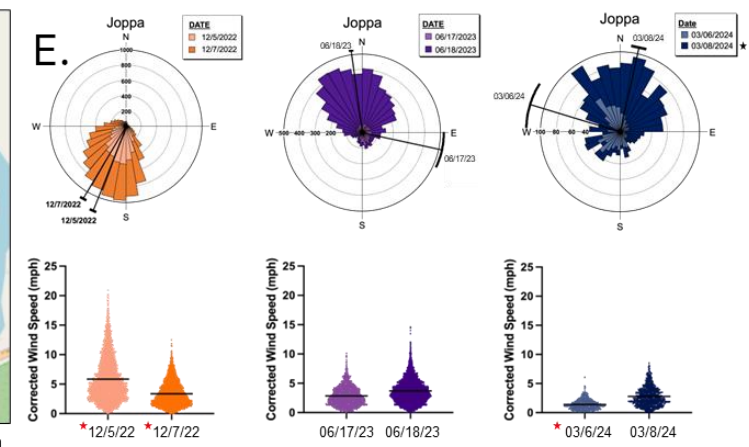 E.
Joppa
DATE
12/5/2022
12/7/2022
N
1000
800
600
400
200
W
E
S
12/7/2022
12/5/2022
Joppa
DATE
06/17/2023
06/18/2023
06/18/23
N
W
500 400 300 200
E
06/17/23
S
Joppa
Date
03/06/2024
03/08/2024 ★
N
03/08/24
03/06/24
W
100 80 60 40
E
S
Corrected Wind Speed (mph)
25
20
15
10
5
0
★12/5/22 ★12/7/22
Corrected Wind Speed (mph)
25
20
15
10
5
0
06/17/23 06/18/23
Corrected Wind Speed (mph)
25
20
15
10
5
0
★ 03/6/24 03/8/24